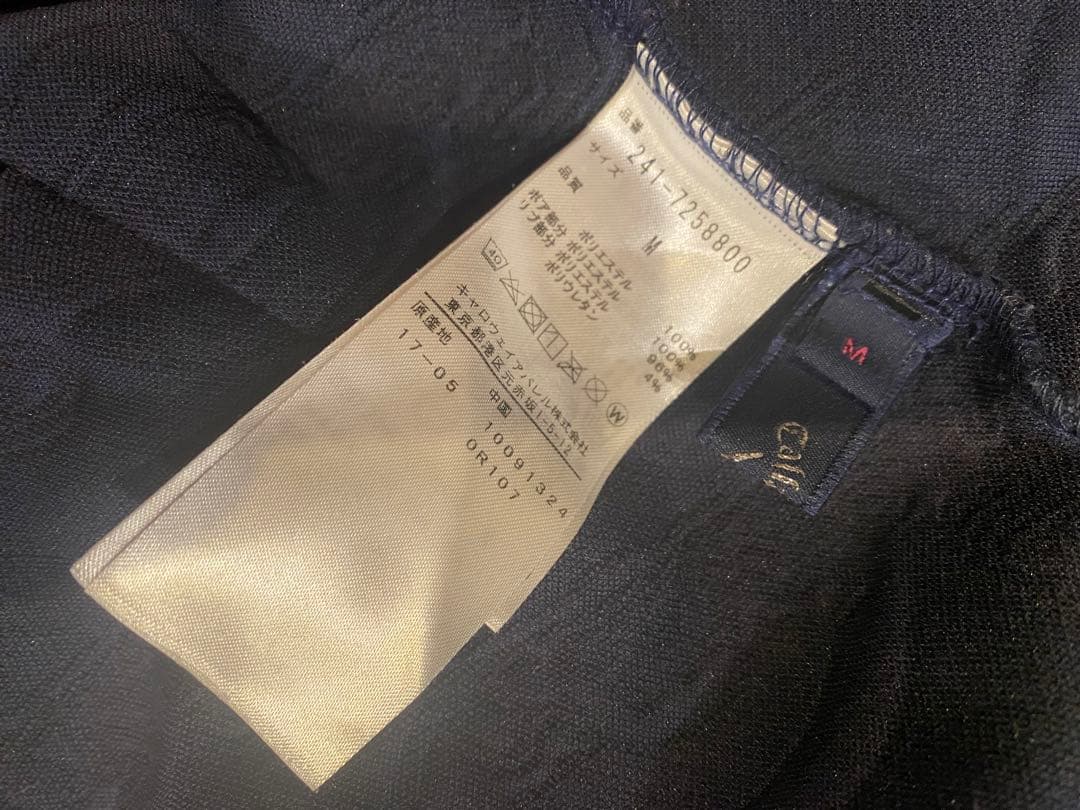 品番 241-7258800
サイズ M
品質 ポリエステル 100%
ボア部分 ポリエステル 100%
リブ部分 ポリエステル 96%
ポリウレタン 4%
40
W
キャロウェイアパレル株式会社
東京都港区元赤坂1-5-12
原産地 中国 10091324
17-05 OR107
M
Call